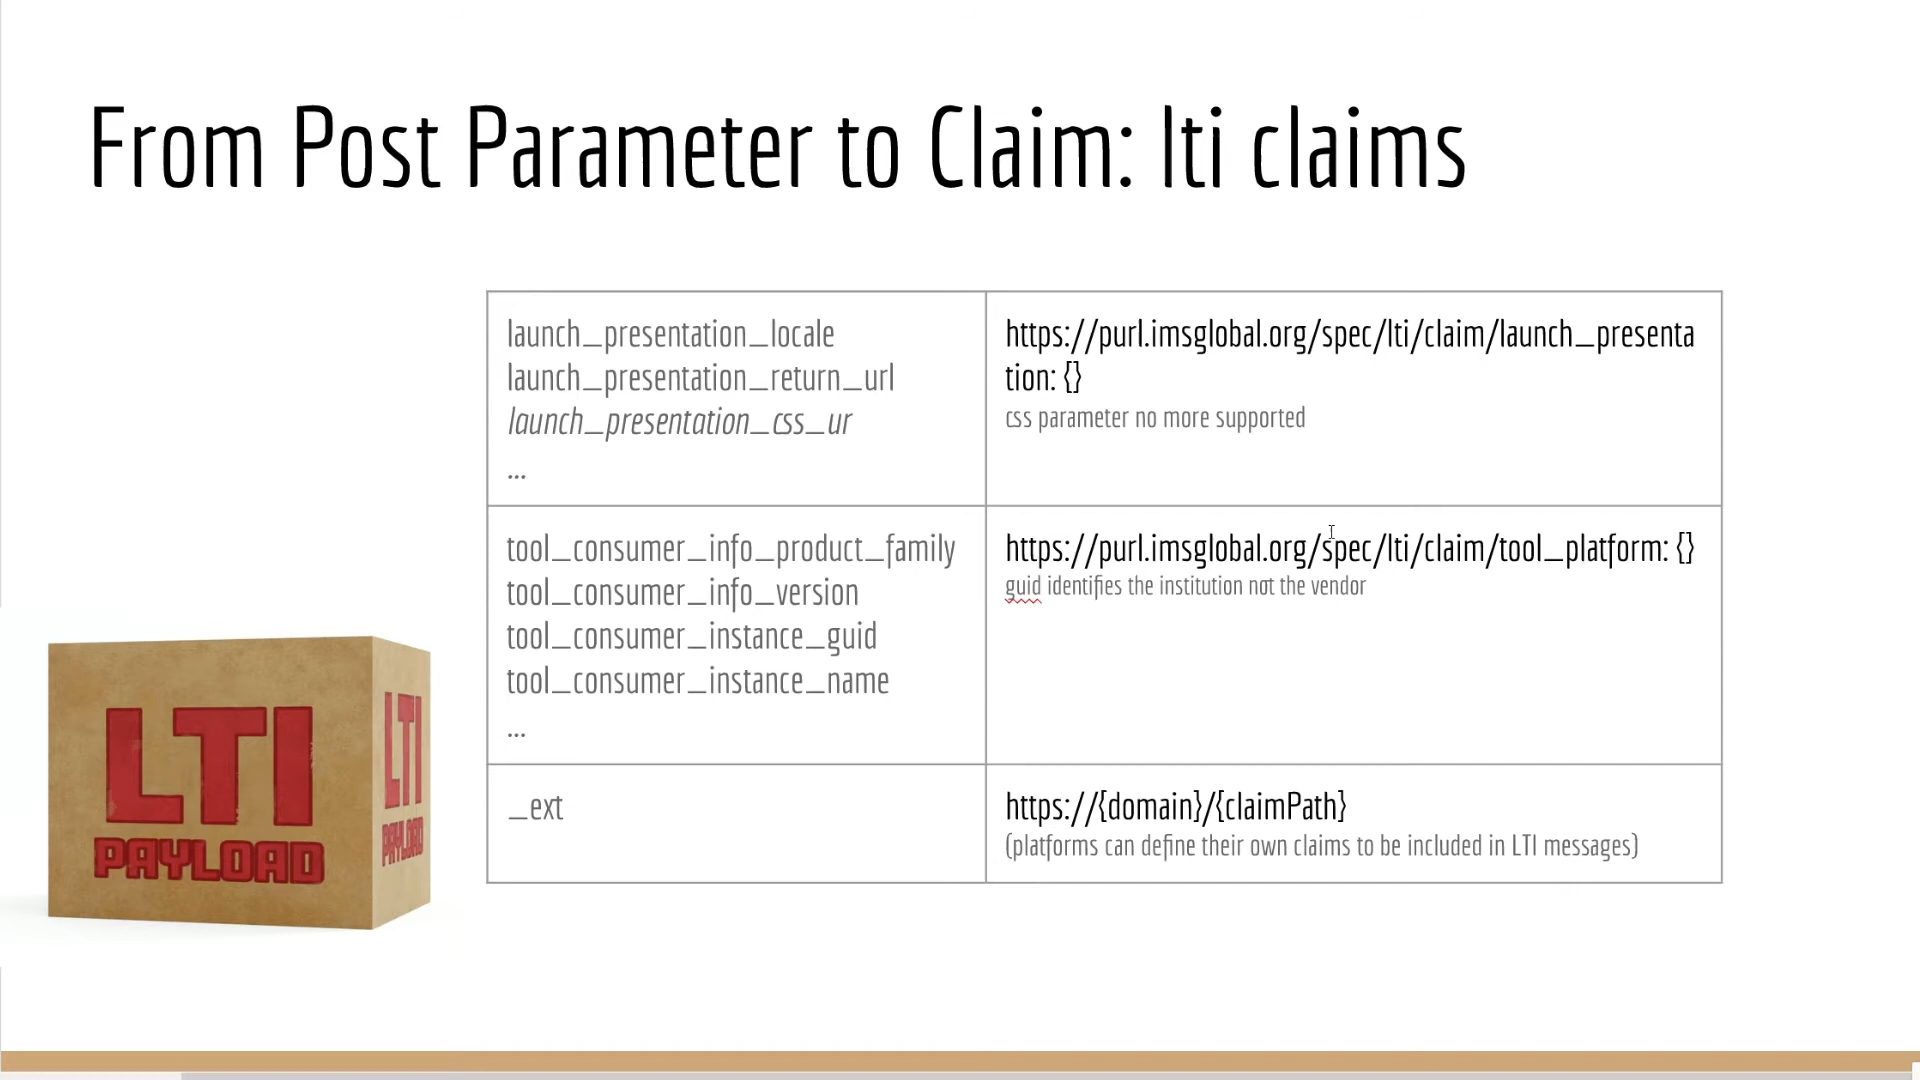 From Post Parameter to Claim: lti claims
launch_presentation_locale
launch_presentation_return_url
launch_presentation_css_ur
...
https://purl.imsglobal.org/spec/lti/claim/launch_presenta
tion: {}
css parameter no more supported
tool_consumer_info_product_family
tool_consumer_info_version
tool_consumer_instance_guid
tool_consumer_instance_name
...
https://purl.imsglobal.org/spec/lti/claim/tool_platform: {}
guid identifies the institution not the vendor
_ext
https://{domain}/{claimPath}
(platforms can define their own claims to be included in LTI messages)
LTI
PAYLOAD
LTI
PAYLOAD